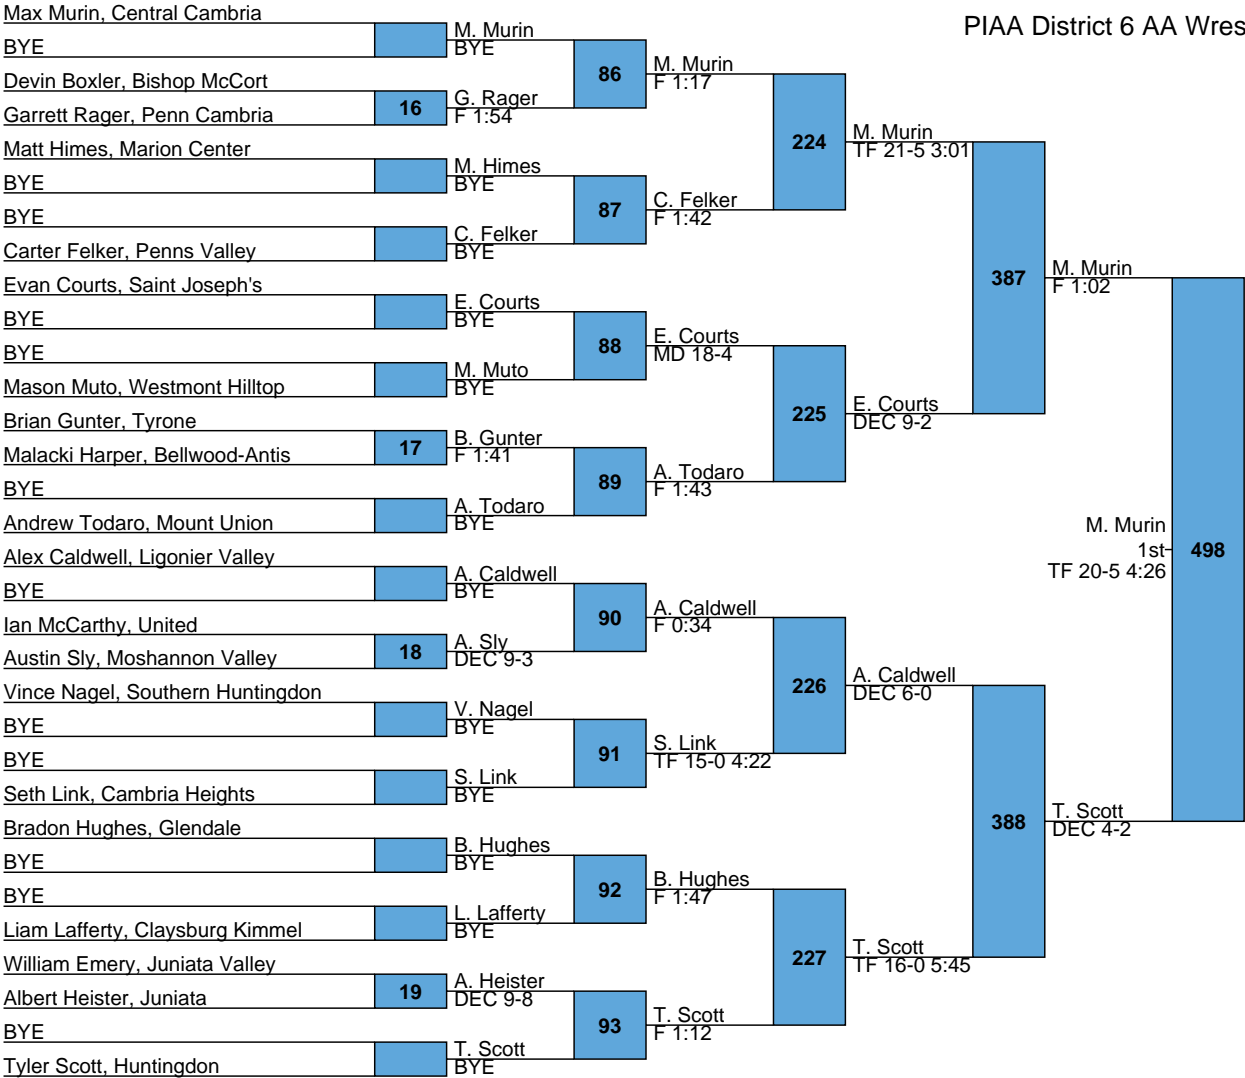 PIAA District 6 AA Wres
Max Murin, Central Cambria
BYE
Devin Boxler, Bishop McCort
Garrett Rager, Penn Cambria
Matt Himes, Marion Center
BYE
BYE
Carter Felker, Penns Valley
Evan Courts, Saint Joseph's
BYE
BYE
Mason Muto, Westmont Hilltop
Brian Gunter, Tyrone
Malacki Harper, Bellwood-Antis
BYE
Andrew Todaro, Mount Union
Alex Caldwell, Ligonier Valley
BYE
Ian McCarthy, United
Austin Sly, Moshannon Valley
Vince Nagel, Southern Huntingdon
BYE
BYE
Seth Link, Cambria Heights
Bradon Hughes, Glendale
BYE
BYE
Liam Lafferty, Claysburg Kimmel
William Emery, Juniata Valley
Albert Heister, Juniata
BYE
Tyler Scott, Huntingdon
16
17
18
19
M. Murin
BYE
G. Rager
F 1:54
M. Himes
BYE
C. Felker
BYE
E. Courts
BYE
M. Muto
BYE
B. Gunter
F 1:41
A. Todaro
BYE
A. Caldwell
BYE
A. Sly
DEC 9-3
V. Nagel
BYE
S. Link
BYE
B. Hughes
BYE
L. Lafferty
BYE
A. Heister
DEC 9-8
T. Scott
BYE
86
87
88
89
90
91
92
93
M. Murin
F 1:17
C. Felker
F 1:42
E. Courts
MD 18-4
A. Todaro
F 1:43
A. Caldwell
F 0:34
S. Link
TF 15-0 4:22
B. Hughes
F 1:47
T. Scott
F 1:12
224
225
226
227
M. Murin
TF 21-5 3:01
E. Courts
DEC 9-2
A. Caldwell
DEC 6-0
T. Scott
TF 16-0 5:45
387
388
M. Murin
F 1:02
T. Scott
DEC 4-2
M. Murin
1st
TF 20-5 4:26
498